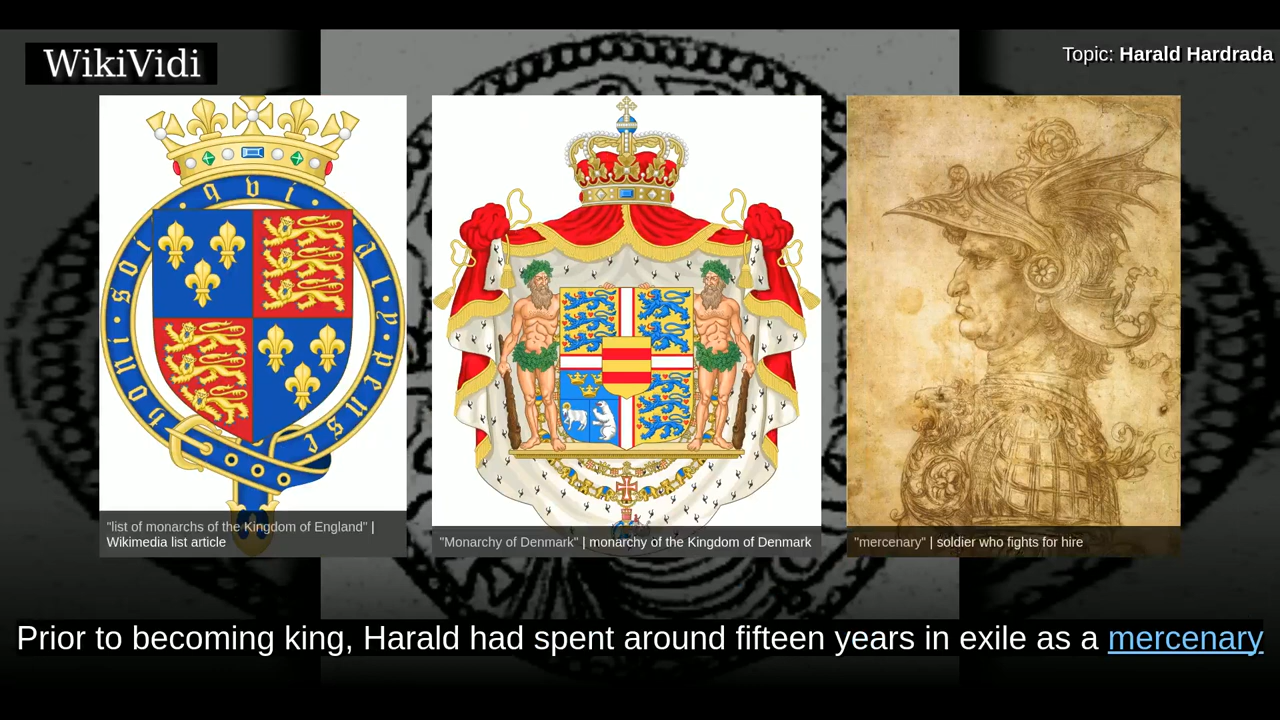 WikiVidi
Topic: Harald Hardrada
"list of monarchs of the Kingdom of England" |
Wikimedia list article
"Monarchy of Denmark" | monarchy of the Kingdom of Denmark
"mercenary" | soldier who fights for hire
Prior to becoming king, Harald had spent around fifteen years in exile as a mercenary